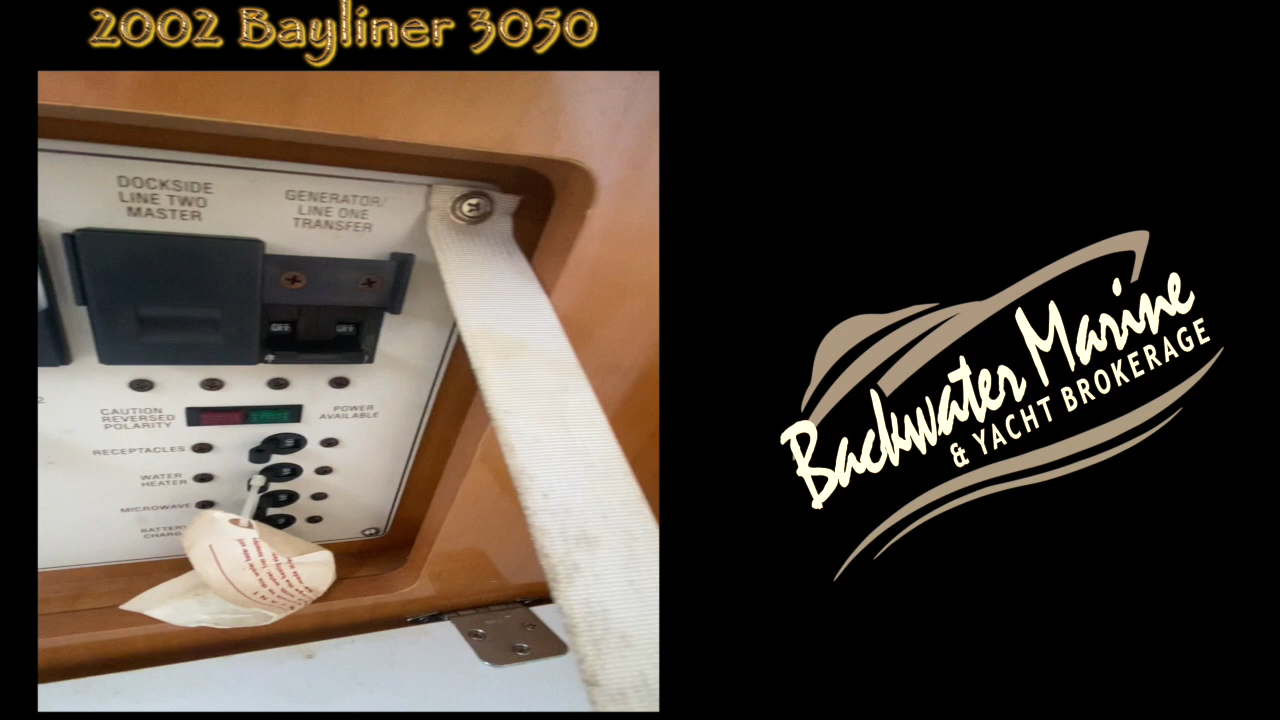 2002 Bayliner 3050
DOCKSIDE
LINE TWO
MASTER
GENERATOR/
LINE ONE
TRANSFER
OFF OFF
CAUTION
REVERSED
POLARITY
POWER
AVAILABLE
RECEPTACLES
WATER
HEATER
MICROWAVE
Backwater Marine
& YACHT BROKERAGE